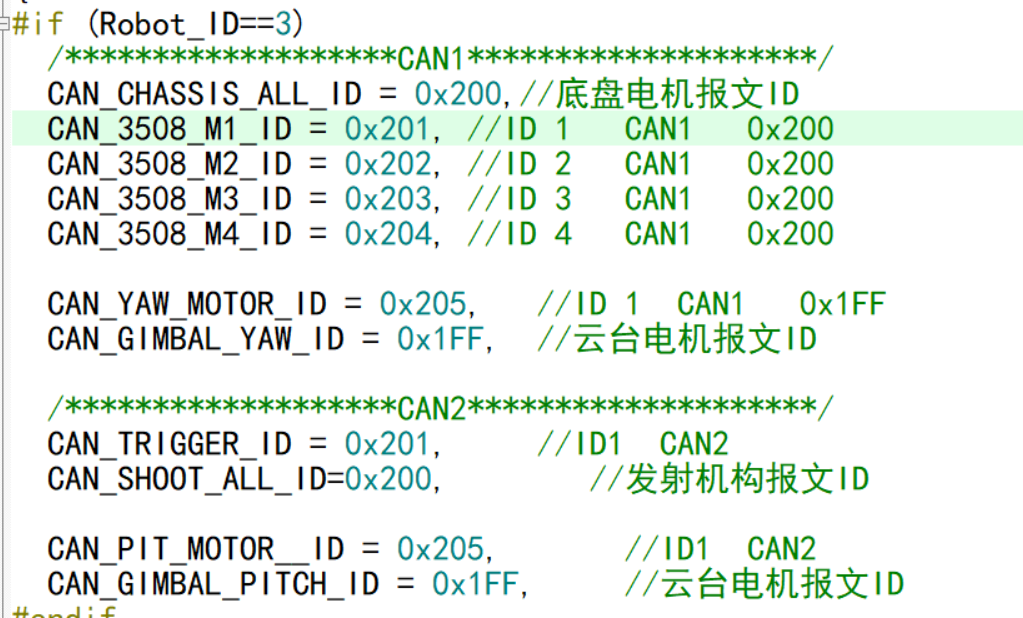 #if (Robot_ID==3)
/*******************CAN1********************/
CAN_CHASSIS_ALL_ID = 0x200,//底盘电机报文ID
CAN_3508_M1_ID = 0x201, //ID 1   CAN1   0x200
CAN_3508_M2_ID = 0x202, //ID 2   CAN1   0x200
CAN_3508_M3_ID = 0x203, //ID 3   CAN1   0x200
CAN_3508_M4_ID = 0x204, //ID 4   CAN1   0x200
CAN_YAW_MOTOR_ID = 0x205,   //ID 1  CAN1   0x1FF
CAN_GIMBAL_YAW_ID = 0x1FF,  //云台电机报文ID
/*******************CAN2********************/
CAN_TRIGGER_ID = 0x201,      //ID1  CAN2
CAN_SHOOT_ALL_ID=0x200,         //发射机构报文ID
CAN_PIT_MOTOR__ID = 0x205,       //ID1  CAN2
CAN_GIMBAL_PITCH_ID = 0x1FF,     //云台电机报文ID
#endif